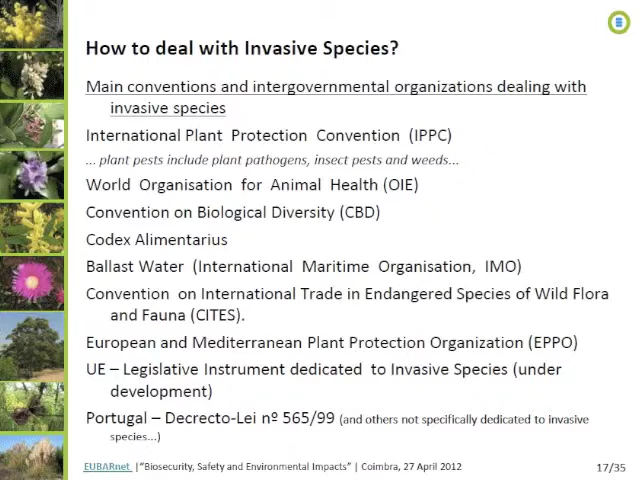 How to deal with Invasive Species?
Main conventions and intergovernmental organizations dealing with
invasive species
International Plant Protection Convention (IPPC)
... plant pests include plant pathogens, insect pests and weeds...
World Organisation for Animal Health (OIE)
Convention on Biological Diversity (CBD)
Codex Alimentarius
Ballast Water (International Maritime Organisation, IMO)
Convention on International Trade in Endangered Species of Wild Flora
and Fauna (CITES).
European and Mediterranean Plant Protection Organization (EPPO)
UE – Legislative Instrument dedicated to Invasive Species (under
development)
Portugal – Decrecto-Lei nº 565/99 (and others not specifically dedicated to invasive
species...)
EUBARnet |"Biosecurity, Safety and Environmental Impacts" | Coimbra, 27 April 2012
17/35